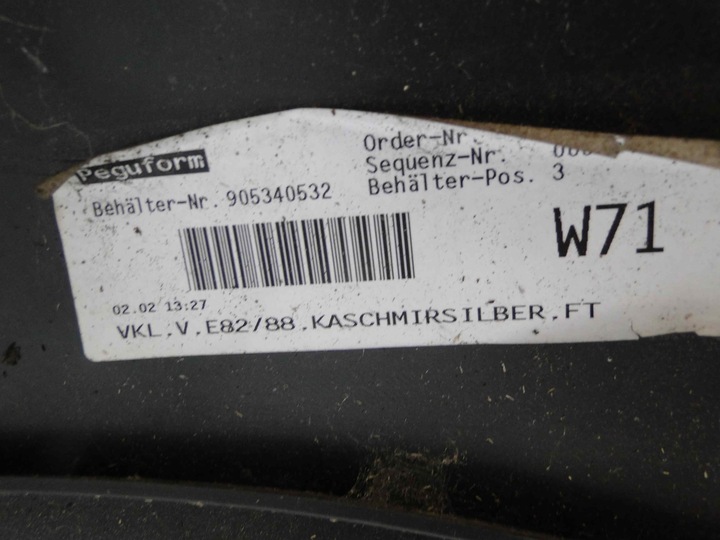 Peguform
Order-Nr.
Sequenz-Nr.
Behälter-Nr. 905340532 Behälter-Pos. 3
W71
02.02 13:27
VKL.V.E82/88.KASCHMIRSILBER.FT